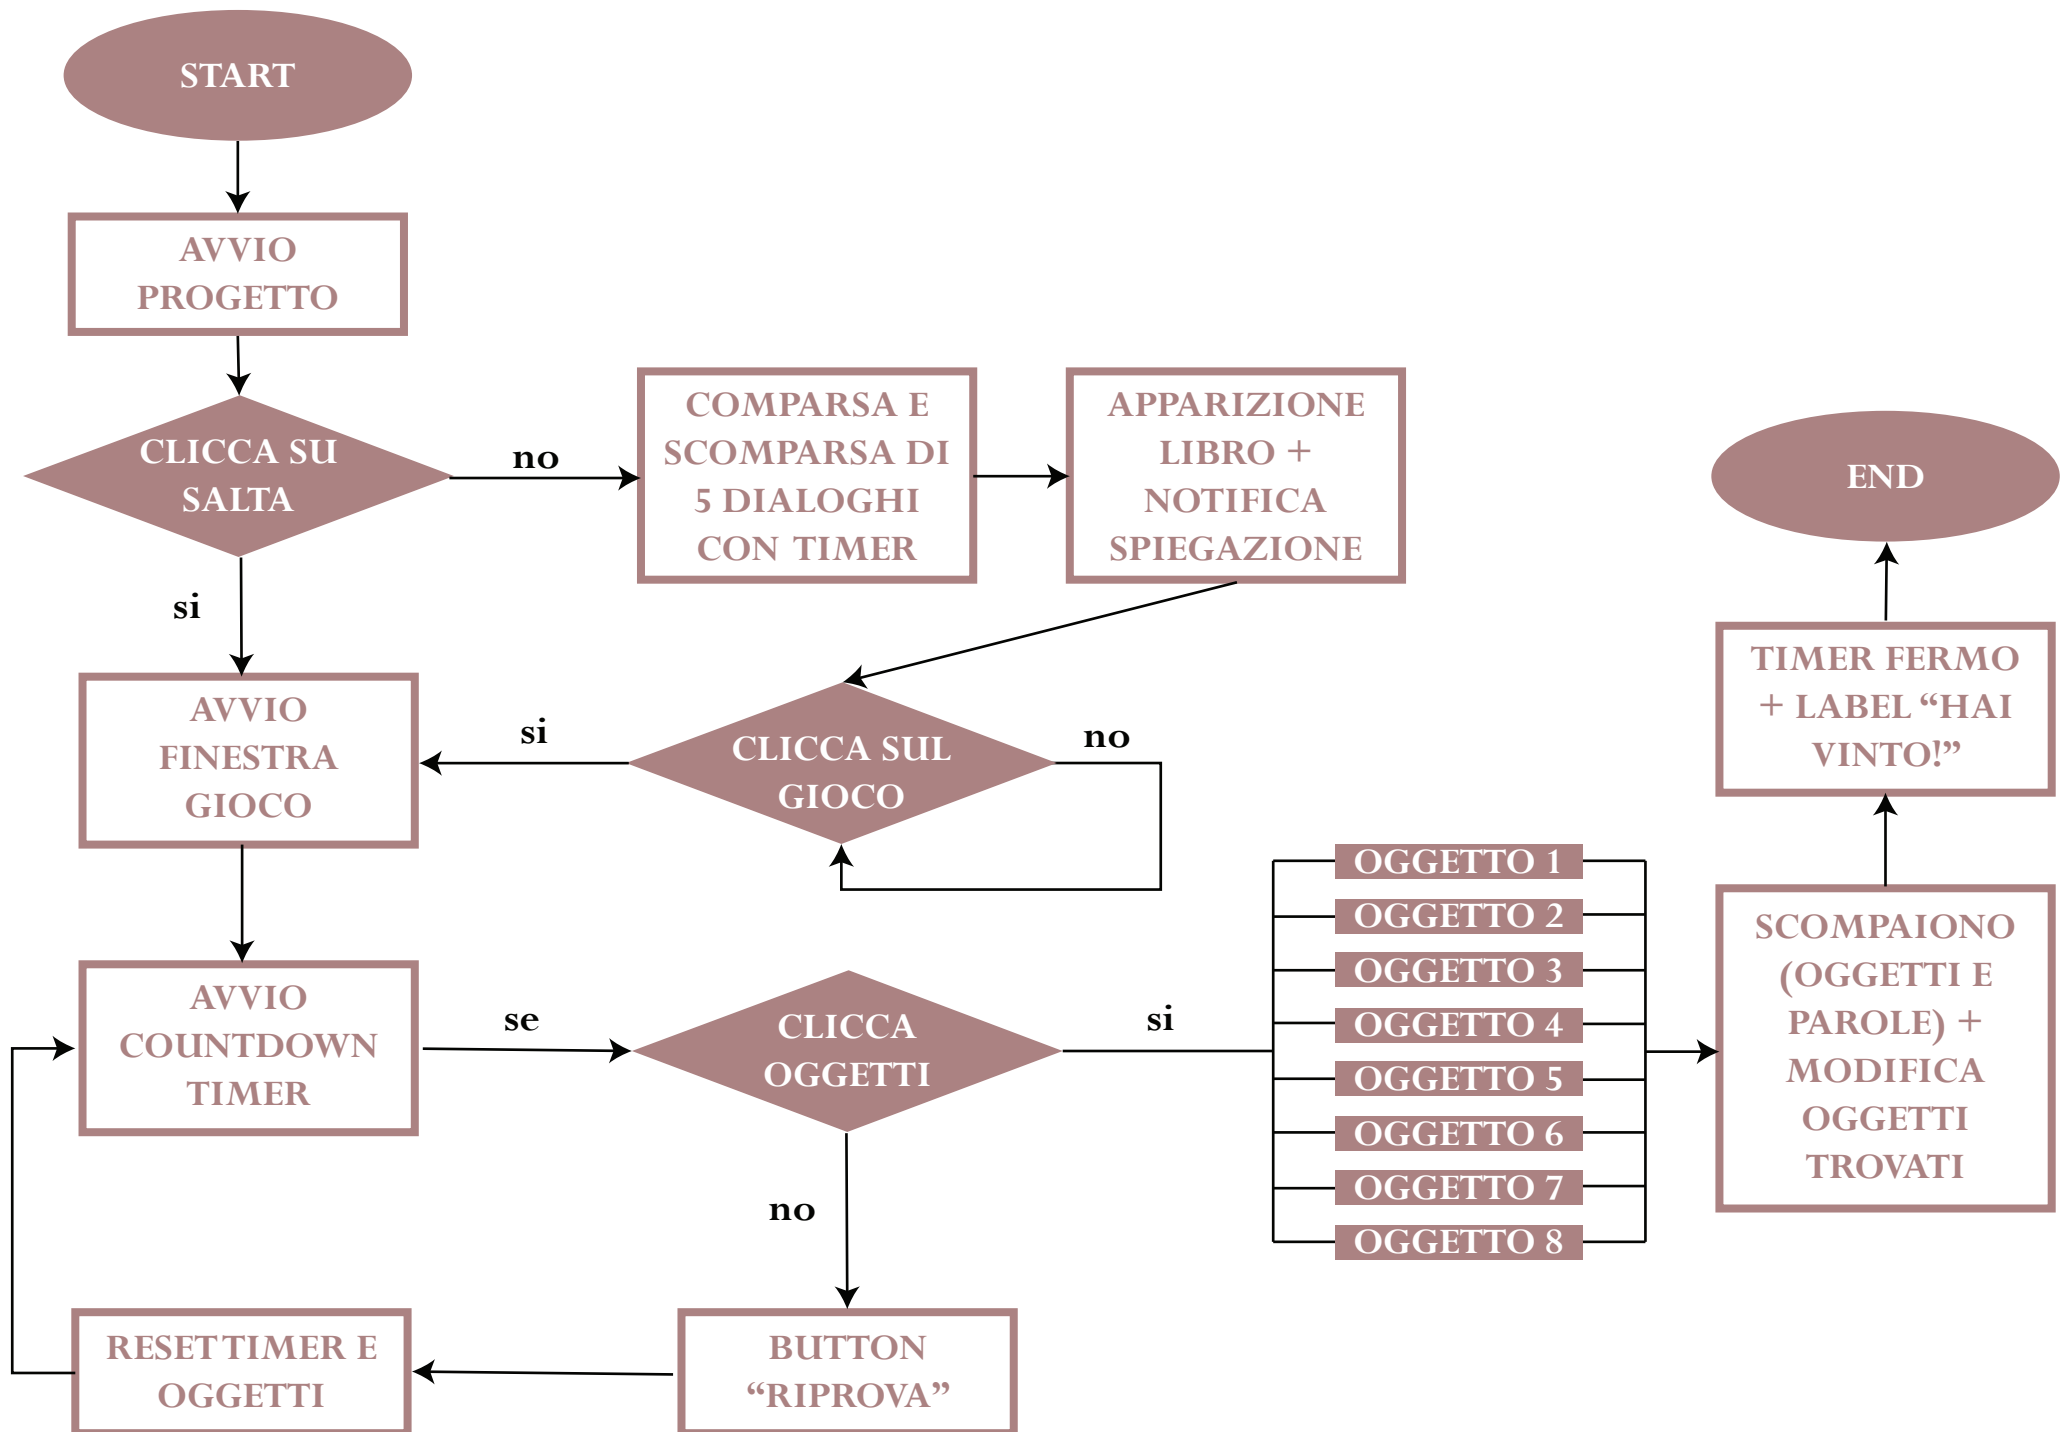 START
AVVIO
PROGETTO
CLICCA SU
SALTA
no
COMPARSA E
SCOMPARSA DI
5 DIALOGHI
CON TIMER
APPARIZIONE
LIBRO +
NOTIFICA
SPIEGAZIONE
si
AVVIO
FINESTRA
GIOCO
si
CLICCA SUL
GIOCO
no
AVVIO
COUNTDOWN
TIMER
se
CLICCA
OGGETTI
si
no
BUTTON
“RIPROVA”
RESET TIMER E
OGGETTI
OGGETTO 1
OGGETTO 2
OGGETTO 3
OGGETTO 4
OGGETTO 5
OGGETTO 6
OGGETTO 7
OGGETTO 8
SCOMPAIONO
(OGGETTI E
PAROLE) +
MODIFICA
OGGETTI
TROVATI
TIMER FERMO
+ LABEL “HAI
VINTO!”
END